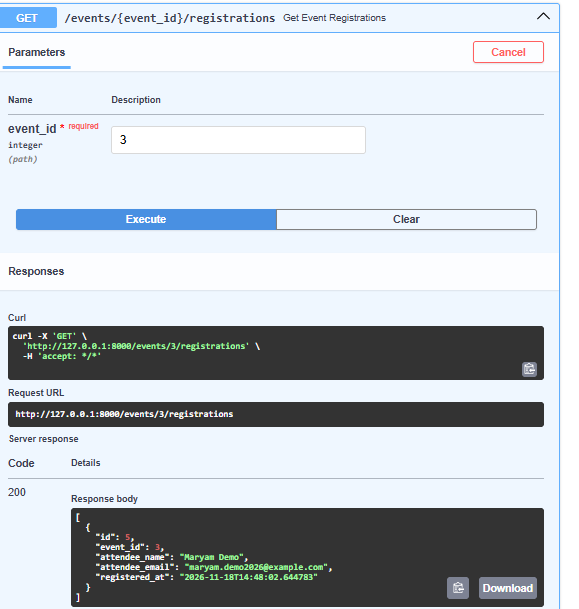 GET /events/{event_id}/registrations Get Event Registrations
Parameters
Cancel
Name Description
event_id * required
integer
(path)
3
Execute Clear
Responses
Curl
curl -X 'GET' \
'http://127.0.0.1:8000/events/3/registrations' \
-H 'accept: */*'
Request URL
http://127.0.0.1:8000/events/3/registrations
Server response
Code Details
200
Response body
[
{
"id": 5,
"event_id": 3,
"attendee_name": "Maryam Demo",
"attendee_email": "maryam.demo2026@example.com",
"registered_at": "2026-11-18T14:48:02.644783"
}
]
Download